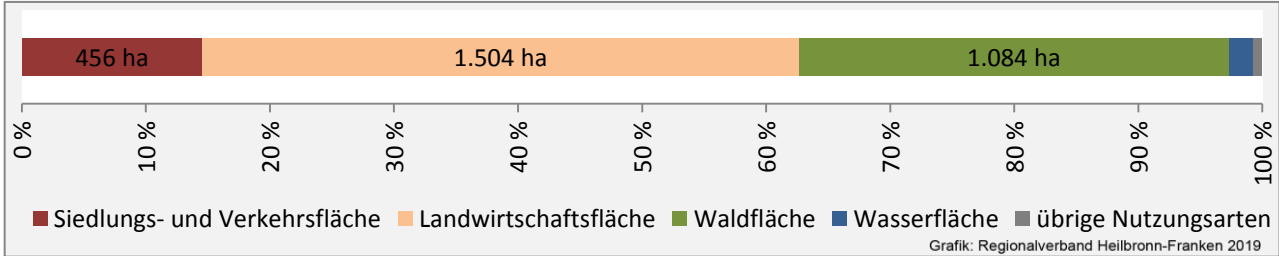 456 ha 1.504 ha 1.084 ha
0 % 10 % 20 % 30 % 40 % 50 % 60 % 70 % 80 % 90 % 100 %
Siedlungs- und Verkehrsfläche Landwirtschaftsfläche Waldfläche Wasserfläche übrige Nutzungsarten
Grafik: Regionalverband Heilbronn-Franken 2019